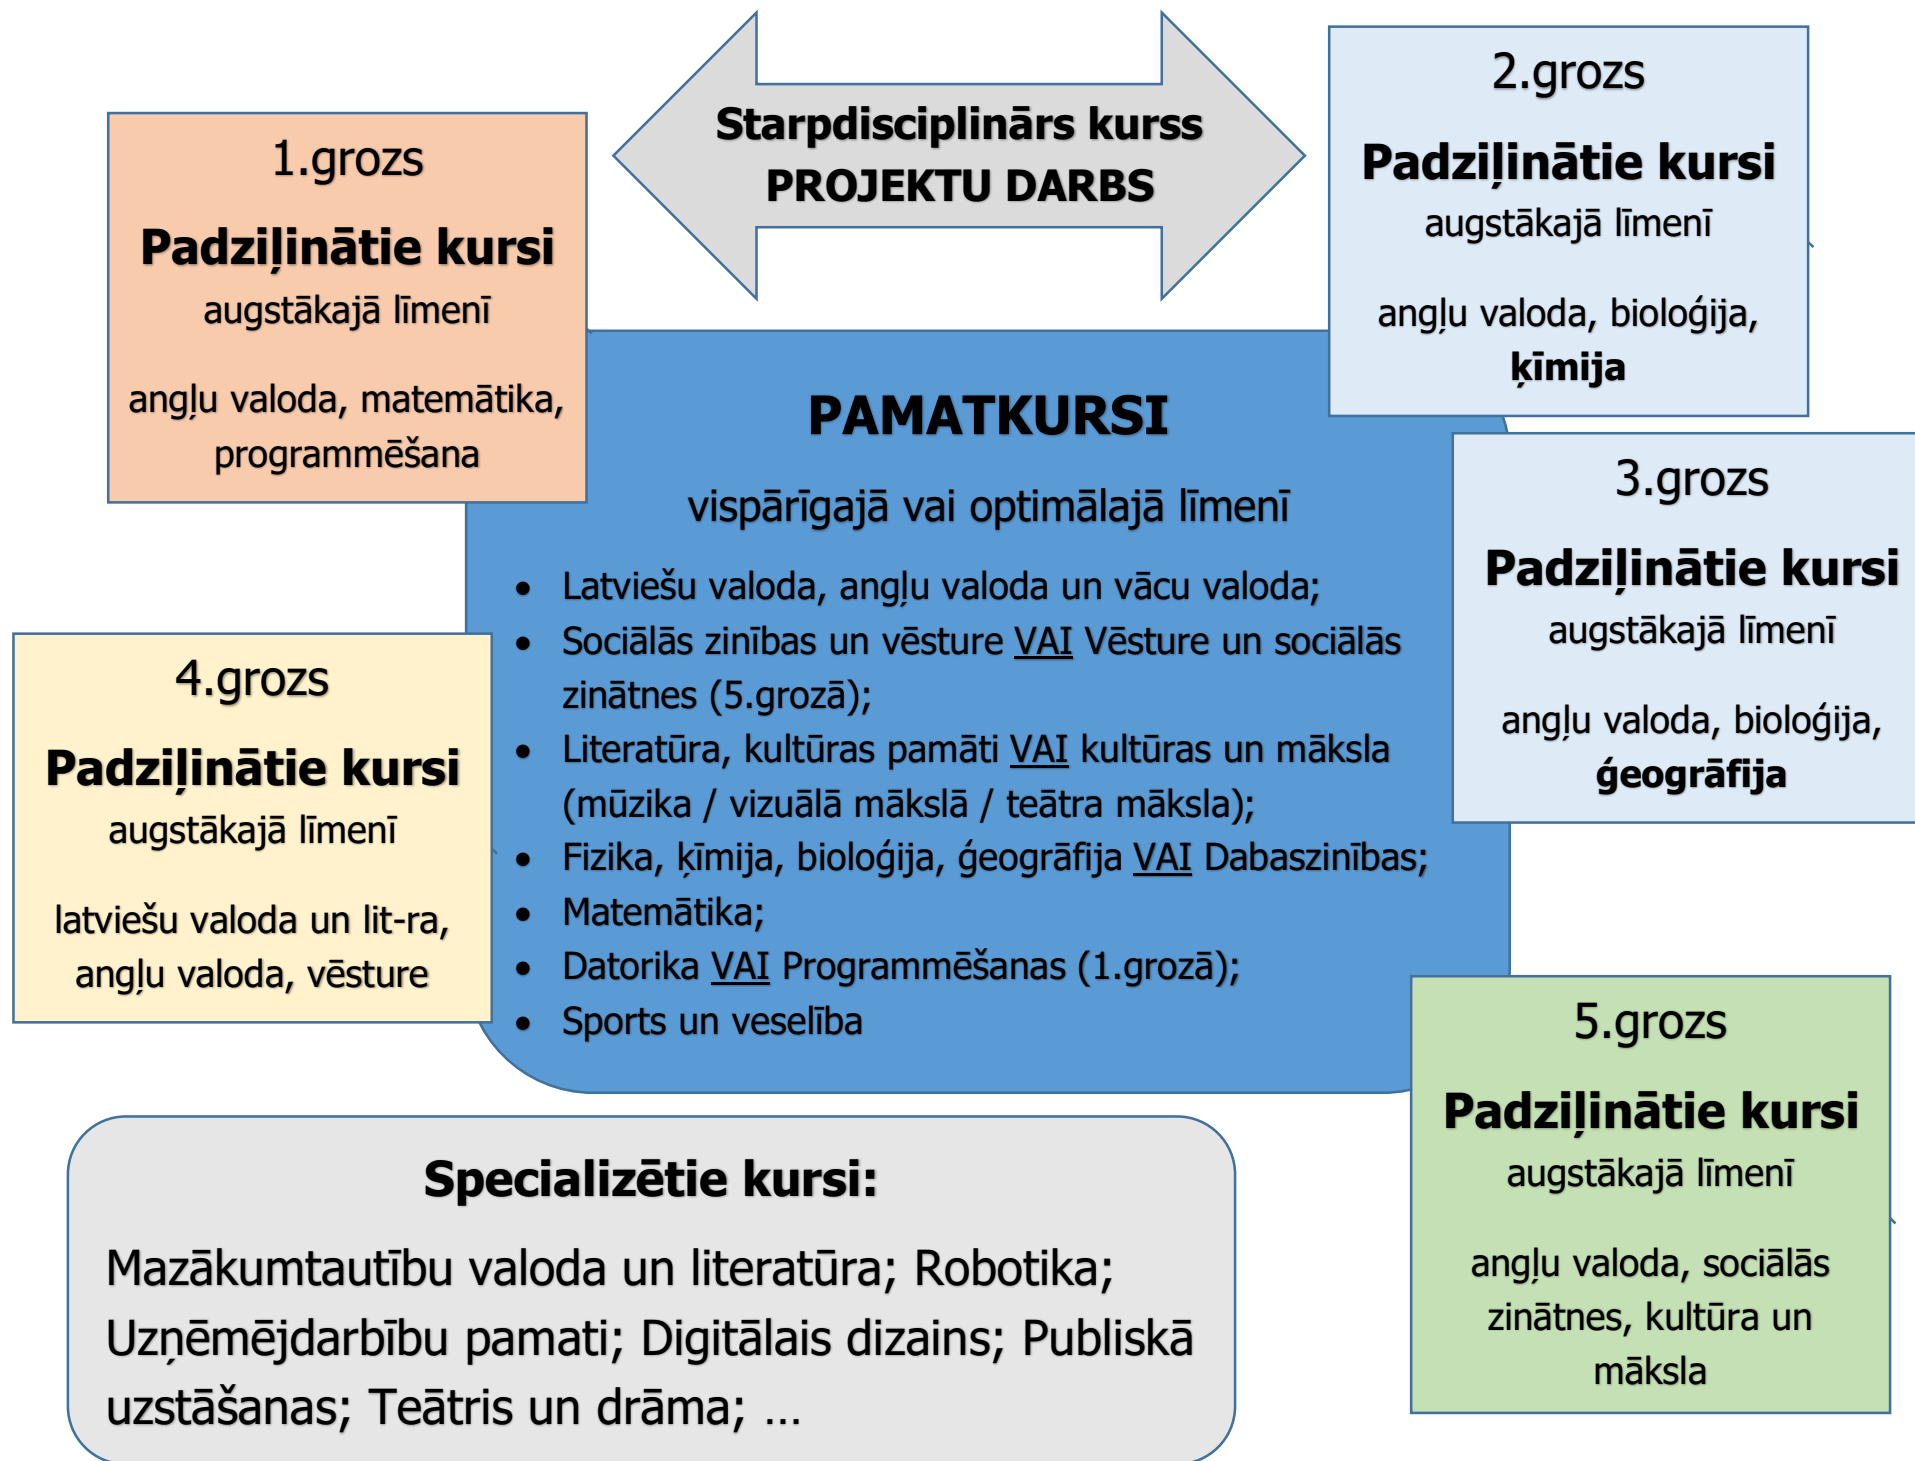 Starpdisciplinārs kurss
PROJEKTU DARBS
1.grozs
Padziļinātie kursi
augstākajā līmenī
angļu valoda, matemātika,
programmēšana
2.grozs
Padziļinātie kursi
augstākajā līmenī
angļu valoda, bioloģija,
ķīmija
PAMATKURSI
vispārīgajā vai optimālajā līmenī
• Latviešu valoda, angļu valoda un vācu valoda;
• Sociālās zinības un vēsture VAI Vēsture un sociālās
zinātnes (5.grozā);
• Literatūra, kultūras pamāti VAI kultūras un māksla
(mūzika / vizuālā mākslā / teātra māksla);
• Fizika, ķīmija, bioloģija, ģeogrāfija VAI Dabaszinības;
• Matemātika;
• Datorika VAI Programmēšanas (1.grozā);
• Sports un veselība
3.grozs
Padziļinātie kursi
augstākajā līmenī
angļu valoda, bioloģija,
ģeogrāfija
4.grozs
Padziļinātie kursi
augstākajā līmenī
latviešu valoda un lit-ra,
angļu valoda, vēsture
5.grozs
Padziļinātie kursi
augstākajā līmenī
angļu valoda, sociālās
zinātnes, kultūra un
māksla
Specializētie kursi:
Mazākumtautību valoda un literatūra; Robotika;
Uzņēmējdarbību pamati; Digitālais dizains; Publiskā
uzstāšanas; Teātris un drāma; ...